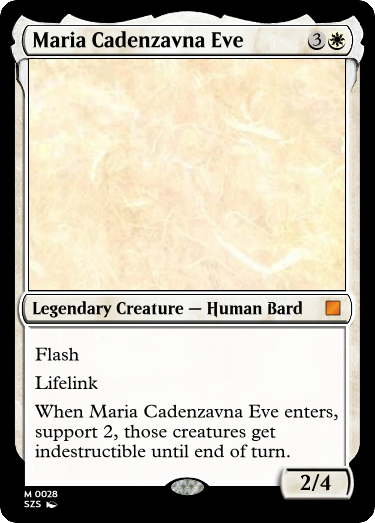 Maria Cadenzavna Eve 3
Legendary Creature — Human Bard
Flash
Lifelink
When Maria Cadenzavna Eve enters,
support 2, those creatures get
indestructible until end of turn.
2/4
M 0028
SZS